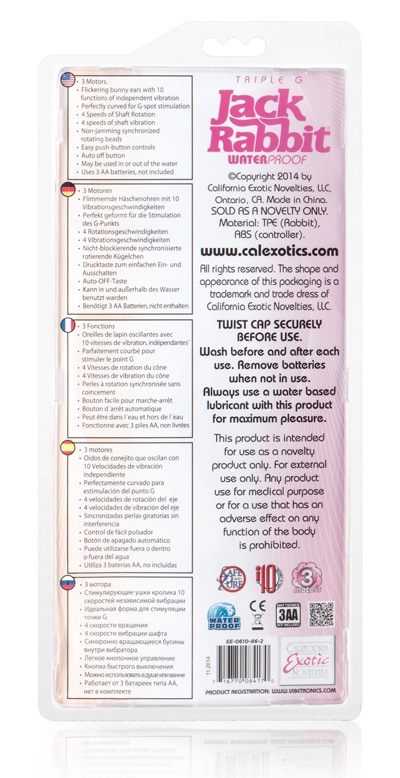 • 3 Motors.
• Flickering bunny ears with 10
functions of independent vibration
• Perfectly curved for G-spot stimulation
• 4 Speeds of Shaft Rotation
• 4 speeds of shaft vibration
• Non-jamming synchronized
rotating beads
• Easy push-button controls
• Auto off button
• May be used in or out of the water
• Uses 3 AA batteries, not included
• 3 Motoren
• Flimmernde Häschenohren mit 10
Vibrationsgeschwindigkeiten
• Perfekt geformt für die Stimulation
des G-Punkts
• 4 Rotationsgeschwindigkeiten
• 4 Vibrationsgeschwindigkeiten
• Nicht-blockierende synchronisierte
rotierende Kügelchen
• Drucktaste zum einfachen Ein- und
Ausschalten
• Auto-OFF-Taste
• Kann in und außerhalb des Wasser
benutzt warden
• Benötigt 3 AA Batterien, nicht enthalten
• 3 Fonctions
• Oreilles de lapin oscillantes avec
10 vitesses de vibration, indépendantes
• Parfaitement courbé pour
stimuler le point G
• 4 Vitesses de rotation du cône
• 4 Vitesses de vibration du cône
• Perles à rotation synchronisée sans
coincement
• Bouton facile pour marche-arrêt
• Bouton d´arrêt automatique
• Peut être dans l´eau et hors de l´eau
• Fonctionne avec 3 piles AA, non livrées
• 3 motores
• Oidos de conejito que oscilan con
10 Velocidades de vibración
independiente
• Perfectamente curvado para
estimulación del punto G
• 4 velocidades de rotación del eje
• 4 velocidades de vibración del eje
• Sincronizadas perlas giratorias sin
interferencia
• Control de fácil pulsador
• Botón de apagado automático
• Puede utilizarse fuera o dentro
o fuera del agua
• Utiliza 3 baterías AA, no incluidas
• 3 мотора
• Стимулирующие ушки кролика 10
скоростей независимой вибрации
• Идеальная форма для стимуляции
точки G
• 4 скорости вращения
• 4 скорости вибрации шафта
• Синхронно вращающиеся бусины
внутри вибратора
• Легкое кнопочное управление
• Кнопка быстрого выключения
• Можно использовать в душе или ванне
• Работает от 3 батареек типа АА,
нет в комплекте
TRIPLE G
Jack
Rabbit
WATERPROOF
©Copyright 2014 by
California Exotic Novelties, LLC,
Ontario, CA. Made in China.
SOLD AS A NOVELTY ONLY.
Material: TPE (Rabbit),
ABS (controller).
www.calexotics.com
All rights reserved. The shape and
appearance of this packaging is a
trademark and trade dress of
California Exotic Novelties, LLC.
TWIST CAP SECURELY
BEFORE USE.
Wash before and after each
use. Remove batteries
when not in use.
Always use a water based
lubricant with this product
for maximum pleasure.
This product is intended
for use as a novelty
product only. For external
use only. Any product
use for medical purpose
or for a use that has an
adverse effect on any
function of the body
is prohibited.
SAFE
PURE
10
3
MOTORS
WATER
PROOF
CE
3AA
SE-0610-86-2
11.2014
7 16770 08417 0
CALIFORNIA
Exotic
NOVELTIES
PRODUCT REGISTRATION: WWW.VIBETRONICS.COM